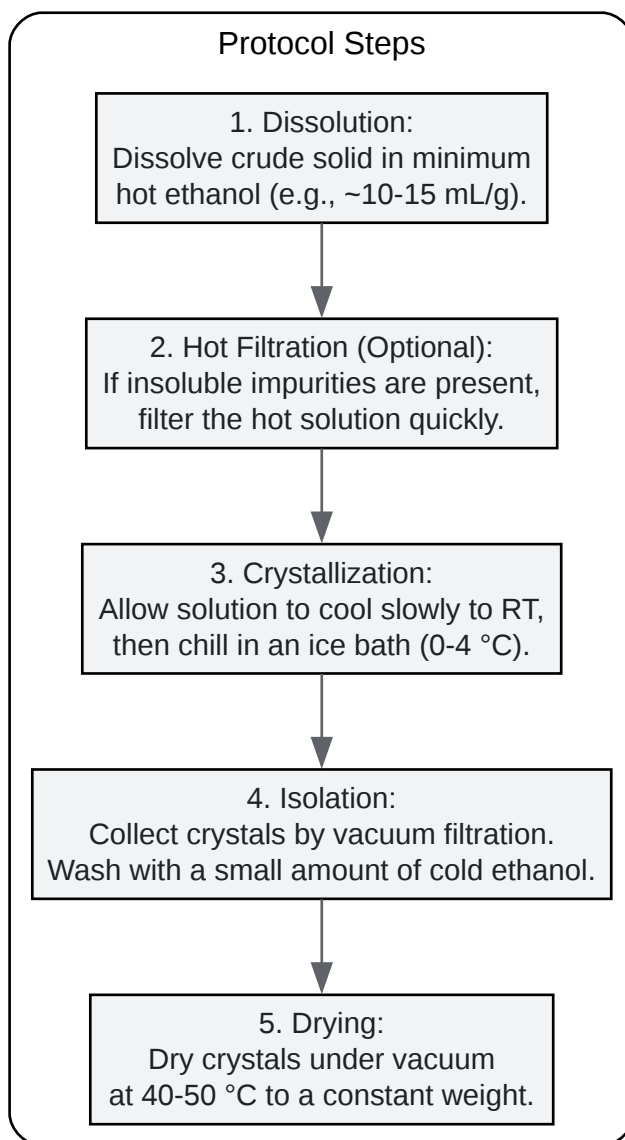 Protocol Steps
1. Dissolution:
Dissolve crude solid in minimum
hot ethanol (e.g., ~10-15 mL/g).
2. Hot Filtration (Optional):
If insoluble impurities are present,
filter the hot solution quickly.
3. Crystallization:
Allow solution to cool slowly to RT,
then chill in an ice bath (0-4 °C).
4. Isolation:
Collect crystals by vacuum filtration.
Wash with a small amount of cold ethanol.
5. Drying:
Dry crystals under vacuum
at 40-50 °C to a constant weight.